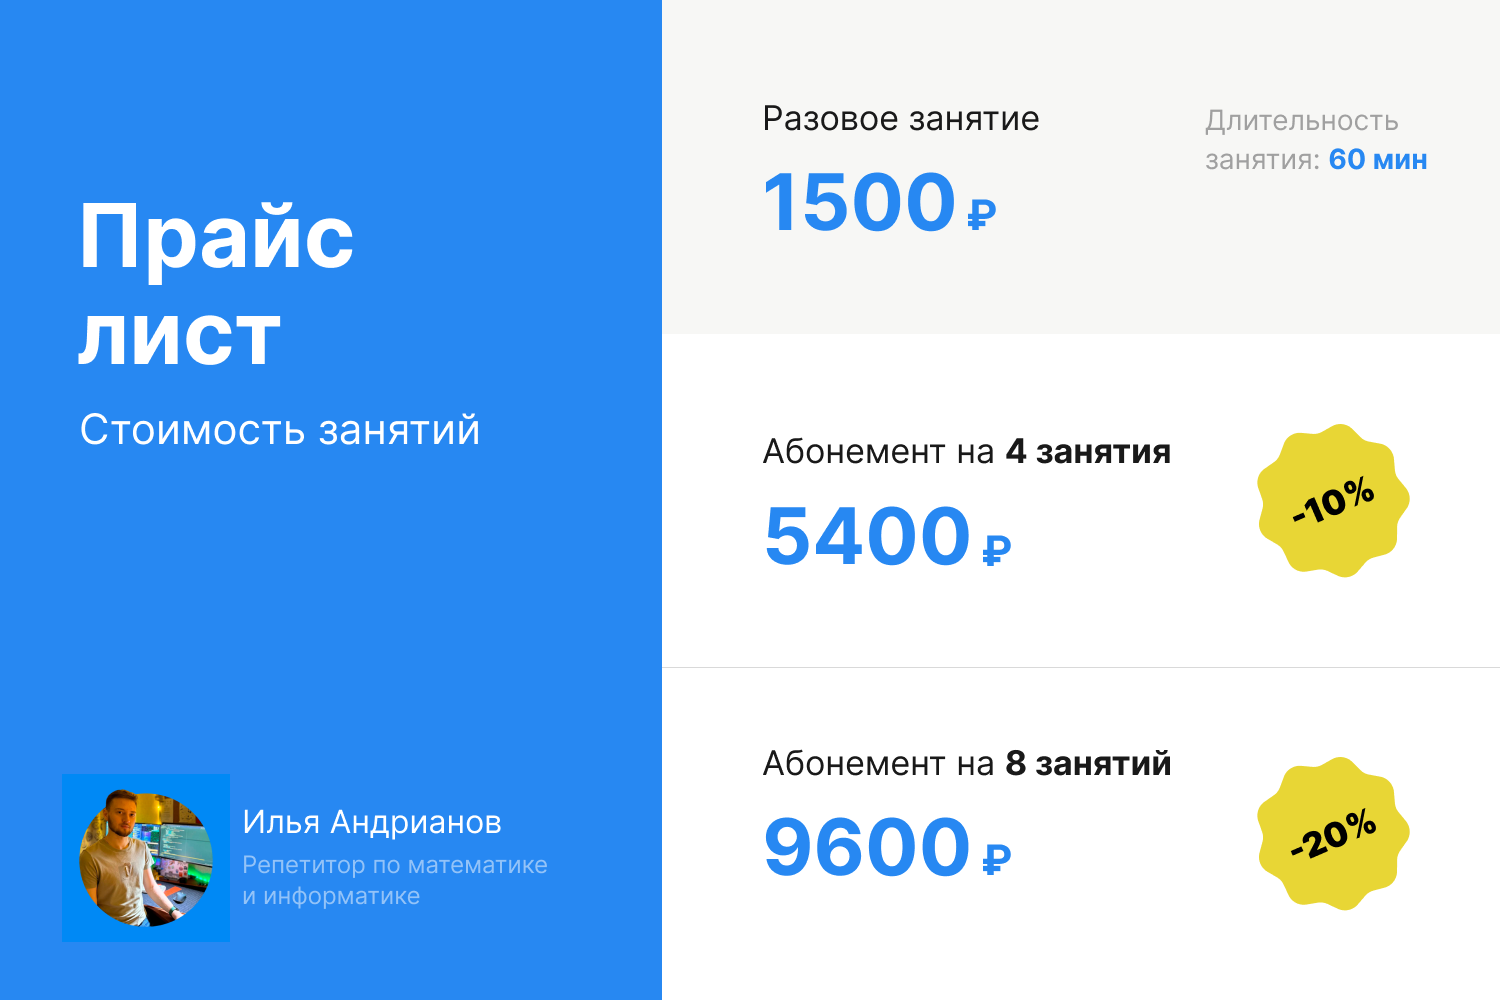 Прайс
лист
Стоимость занятий
Илья Андрианов
Репетитор по математике
и информатике
Разовое занятие
1500 ₽
Длительность
занятия: 60 мин
Абонемент на 4 занятия
5400 ₽
-10%
Абонемент на 8 занятий
9600 ₽
-20%